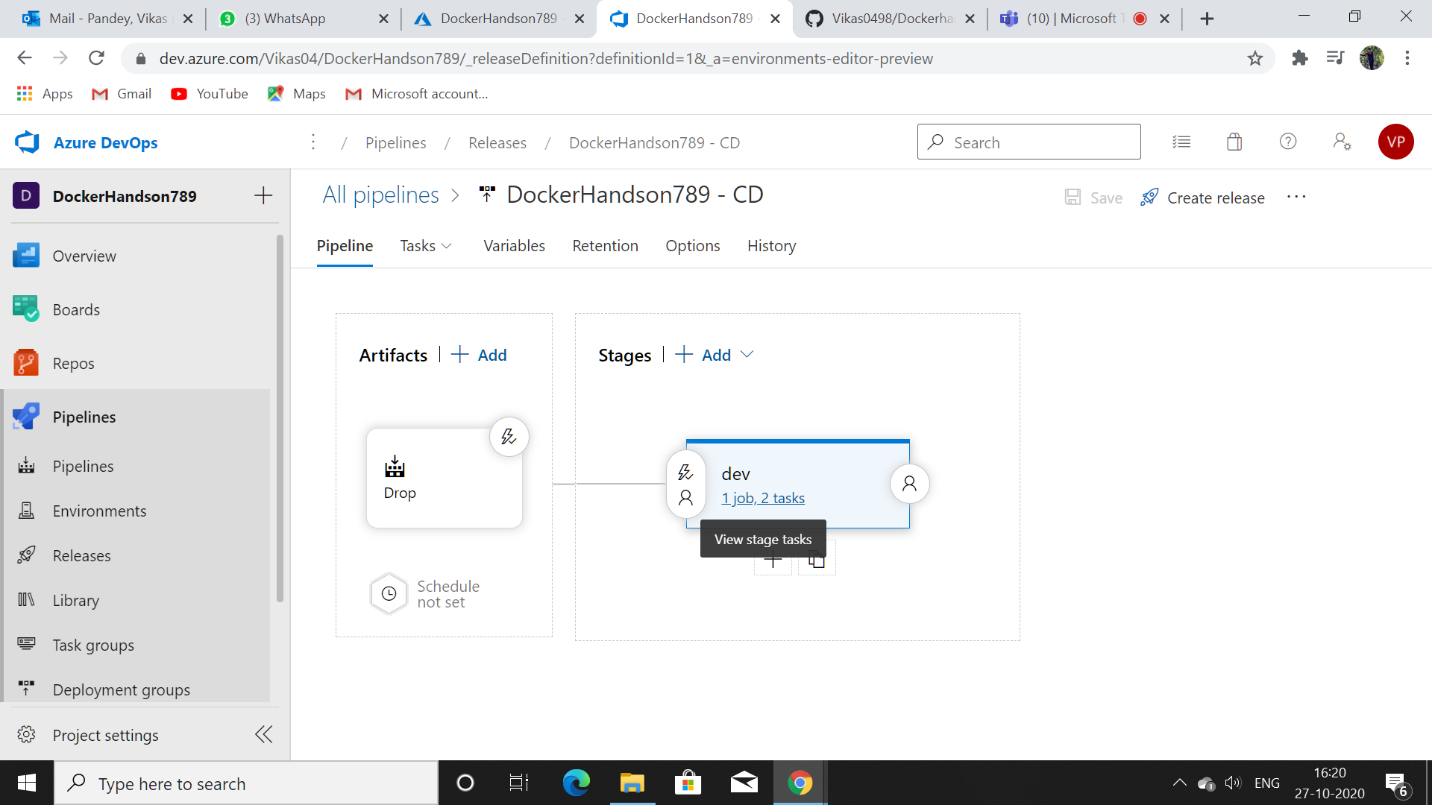 Mail - Pandey, Vikas
(3) WhatsApp
DockerHandson789
DockerHandson789
Vikas0498/Dockerha
(10) | Microsoft T
dev.azure.com/Vikas04/DockerHandson789/_releaseDefinition?definitionId=1&_a=environments-editor-preview
Apps
Gmail
YouTube
Maps
Microsoft account...
Azure DevOps
/ Pipelines / Releases / DockerHandson789 - CD
Search
VP
D DockerHandson789
All pipelines > DockerHandson789 - CD
Save
Create release
Pipeline
Tasks
Variables
Retention
Options
History
Overview
Boards
Repos
Pipelines
Pipelines
Environments
Releases
Library
Task groups
Deployment groups
Project settings
Artifacts | Add
Drop
Schedule
not set
Stages | Add
dev
1 job, 2 tasks
View stage tasks
Type here to search
ENG
16:20
27-10-2020
6